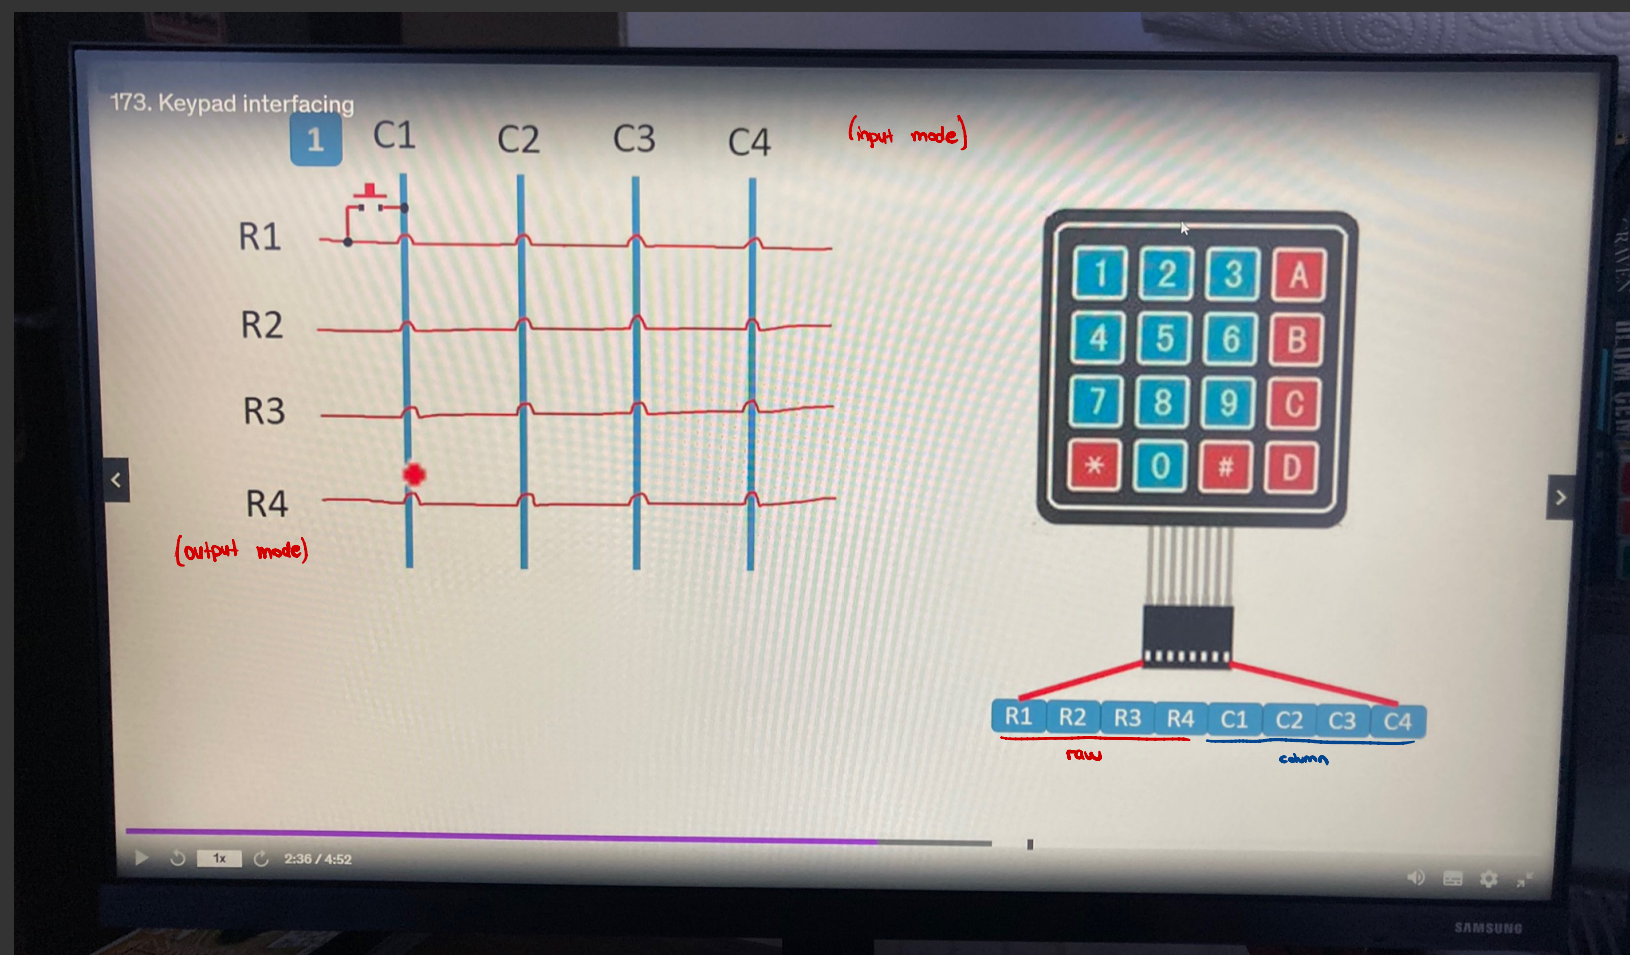 173. Keypad interfacing
1 C1 C2 C3 C4 (input mode)
R1
R2
R3
R4
(output mode)
1 2 3 A
4 5 6 B
7 8 9 C
* 0 # D
R1 R2 R3 R4 C1 C2 C3 C4
raw column
1x 2:36 / 4:52
SAMSUNG